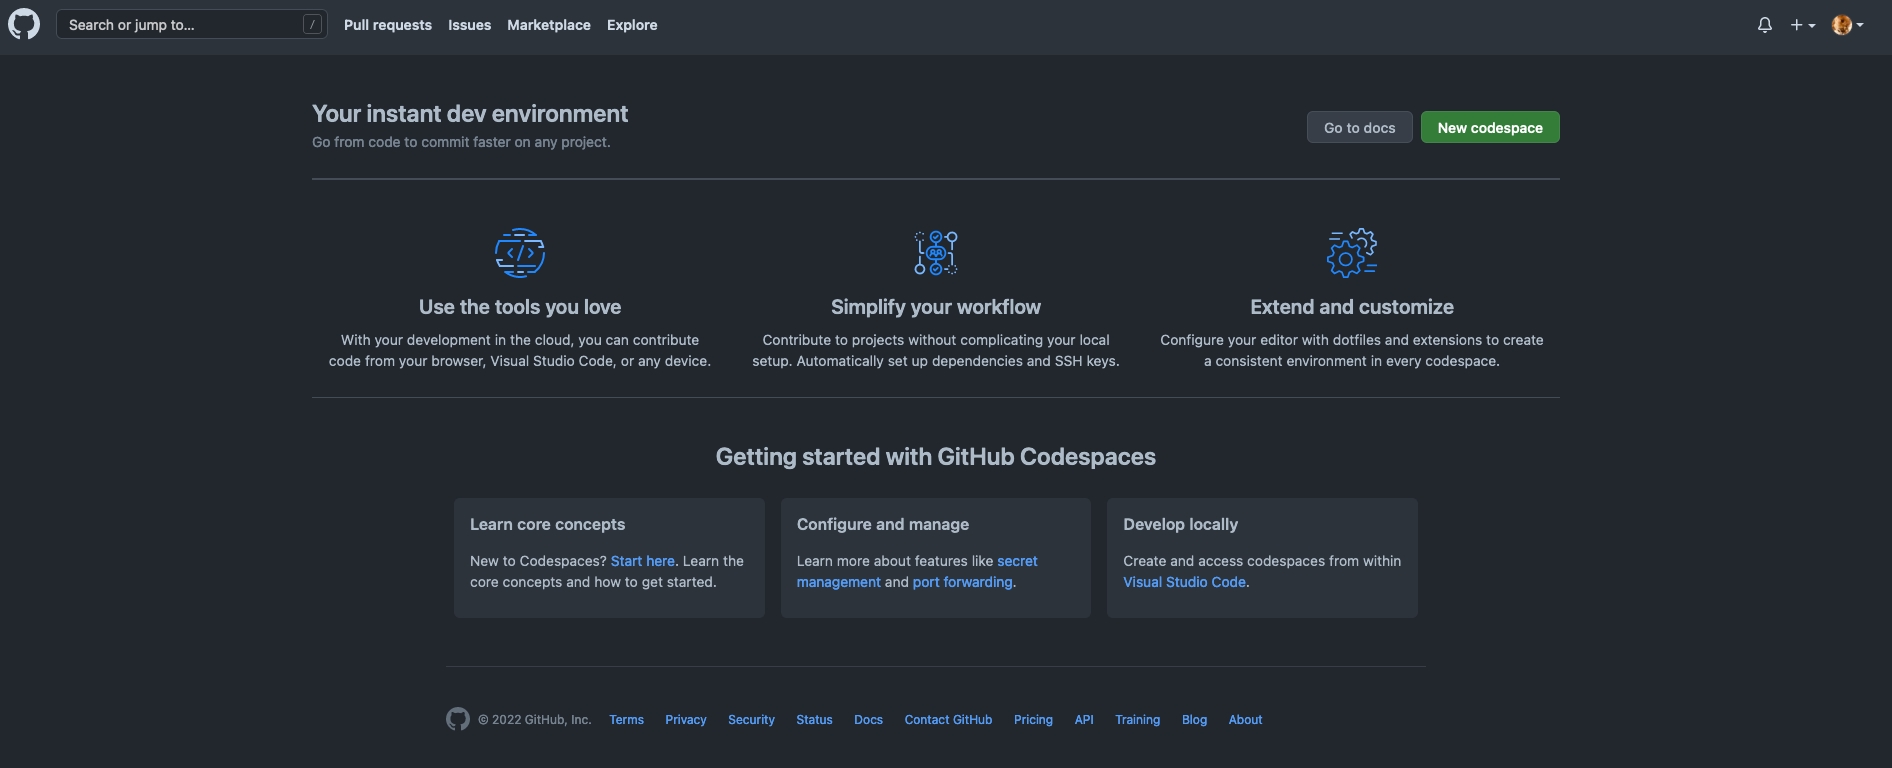 Search or jump to... /
Pull requests Issues Marketplace Explore
Your instant dev environment
Go from code to commit faster on any project.
Go to docs New codespace
Use the tools you love
With your development in the cloud, you can contribute
code from your browser, Visual Studio Code, or any device.
Simplify your workflow
Contribute to projects without complicating your local
setup. Automatically set up dependencies and SSH keys.
Extend and customize
Configure your editor with dotfiles and extensions to create
a consistent environment in every codespace.
Getting started with GitHub Codespaces
Learn core concepts
New to Codespaces? Start here. Learn the
core concepts and how to get started.
Configure and manage
Learn more about features like secret
management and port forwarding.
Develop locally
Create and access codespaces from within
Visual Studio Code.
© 2022 GitHub, Inc. Terms Privacy Security Status Docs Contact GitHub Pricing API Training Blog About